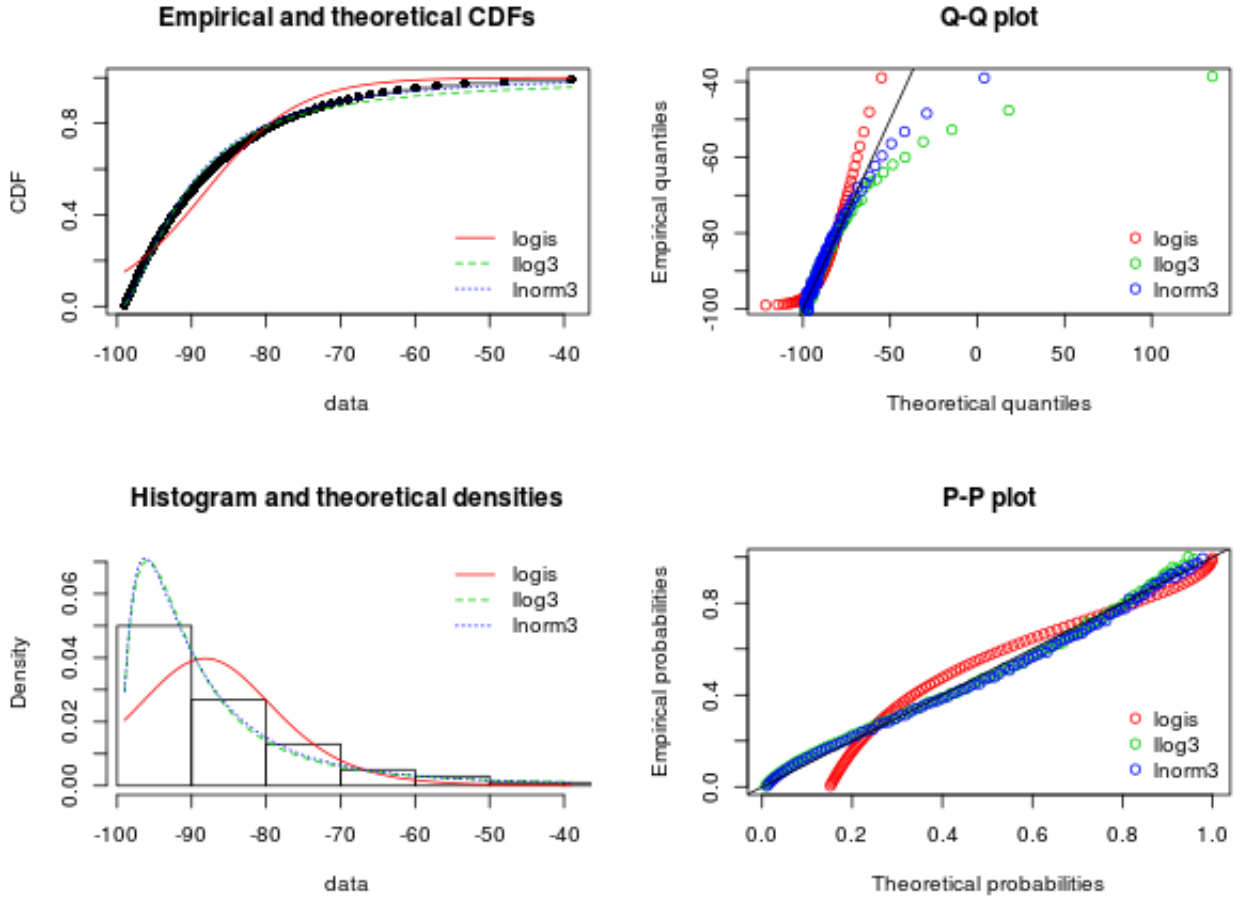 Empirical and theoretical CDFs
CDF
0.0
0.4
0.8
-100 -90 -80 -70 -60 -50 -40
data
logis
llog3
lnorm3
Q-Q plot
Empirical quantiles
-100
-80
-60
-40
-100 -50 0 50 100
Theoretical quantiles
logis
llog3
lnorm3
Histogram and theoretical densities
Density
0.00
0.02
0.04
0.06
-100 -90 -80 -70 -60 -50 -40
data
logis
llog3
lnorm3
P-P plot
Empirical probabilities
0.0
0.4
0.8
0.0 0.2 0.4 0.6 0.8 1.0
Theoretical probabilities
logis
llog3
lnorm3